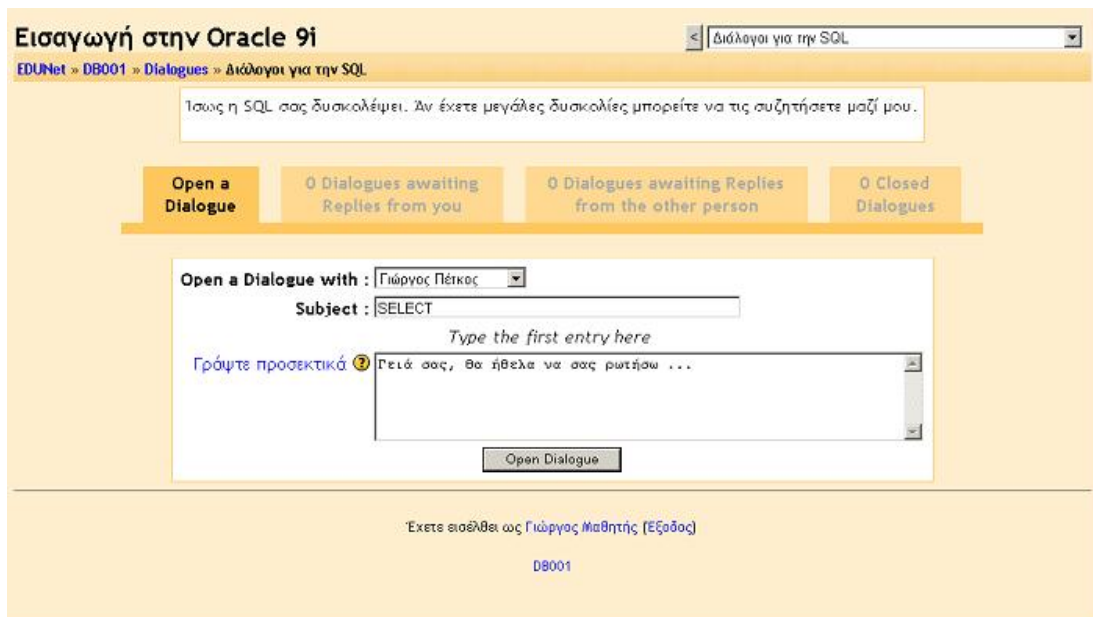 Εισαγωγή στην Oracle 9i
< Διάλογοι για την SQL
EDUNet » DB001 » Dialogues » Διάλογοι για την SQL
Ίσως η SQL σας δυσκολέψει. Άν έχετε μεγάλες δυσκολίες μπορείτε να τις συζητήσετε μαζί μου.
Open a Dialogue
0 Dialogues awaiting Replies from you
0 Dialogues awaiting Replies from the other person
0 Closed Dialogues
Open a Dialogue with : Γιώργος Πέτκος
Subject : SELECT
Type the first entry here
Γράψτε προσεκτικά ? Γειά σας, θα ήθελα να σας ρωτήσω ...
Open Dialogue
Έχετε εισέλθει ως Γιώργος Μαθητής (Έξοδος)
DB001